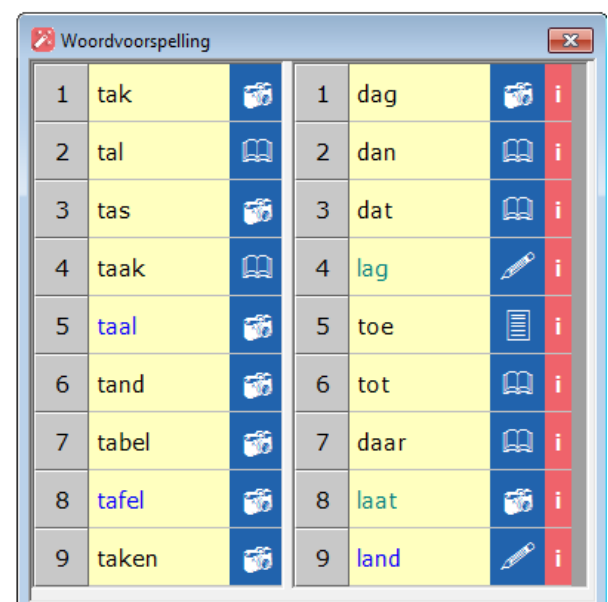 Woordvoorspelling
1 tak 1 dag i
2 tal 2 dan i
3 tas 3 dat i
4 taak 4 lag i
5 taal 5 toe i
6 tand 6 tot i
7 tabel 7 daar i
8 tafel 8 laat i
9 taken 9 land i